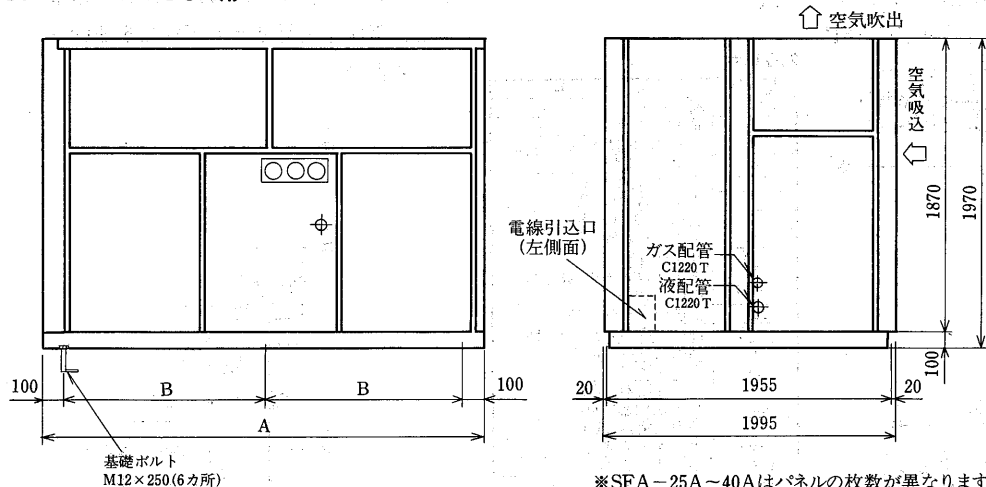 空気吹出
空気吸込
1870
1970
電線引込口
(左側面)
ガス配管
C1220T
液配管
C1220T
100
100
B
B
100
A
20
1955
20
1995
基礎ボルト
M12×250(6カ所)
※SFA−25A〜40Aはパネルの枚数が異なります